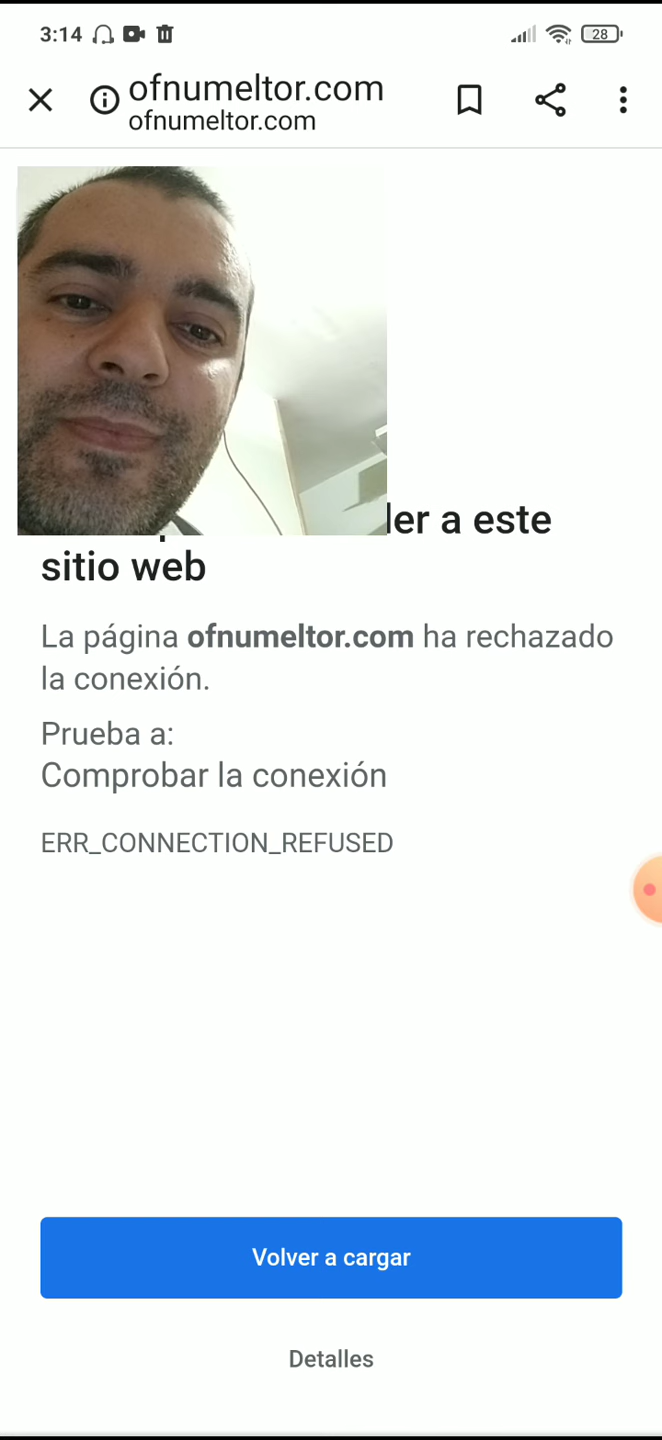 3:14
28
ofnumeltor.com
ofnumeltor.com
a este
sitio web
La página ofnumeltor.com ha rechazado
la conexión.
Prueba a:
Comprobar la conexión
ERR_CONNECTION_REFUSED
Volver a cargar
Detalles